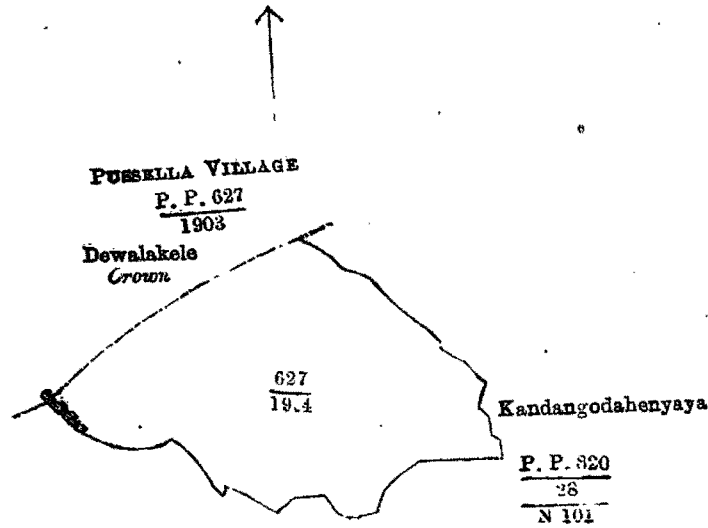 PUSSELLA VILLAGE
P. P. 627
1903
Dewalakele
Crown
627
19.4
Kandangodahenyaya
P. P. 820
28
N 101